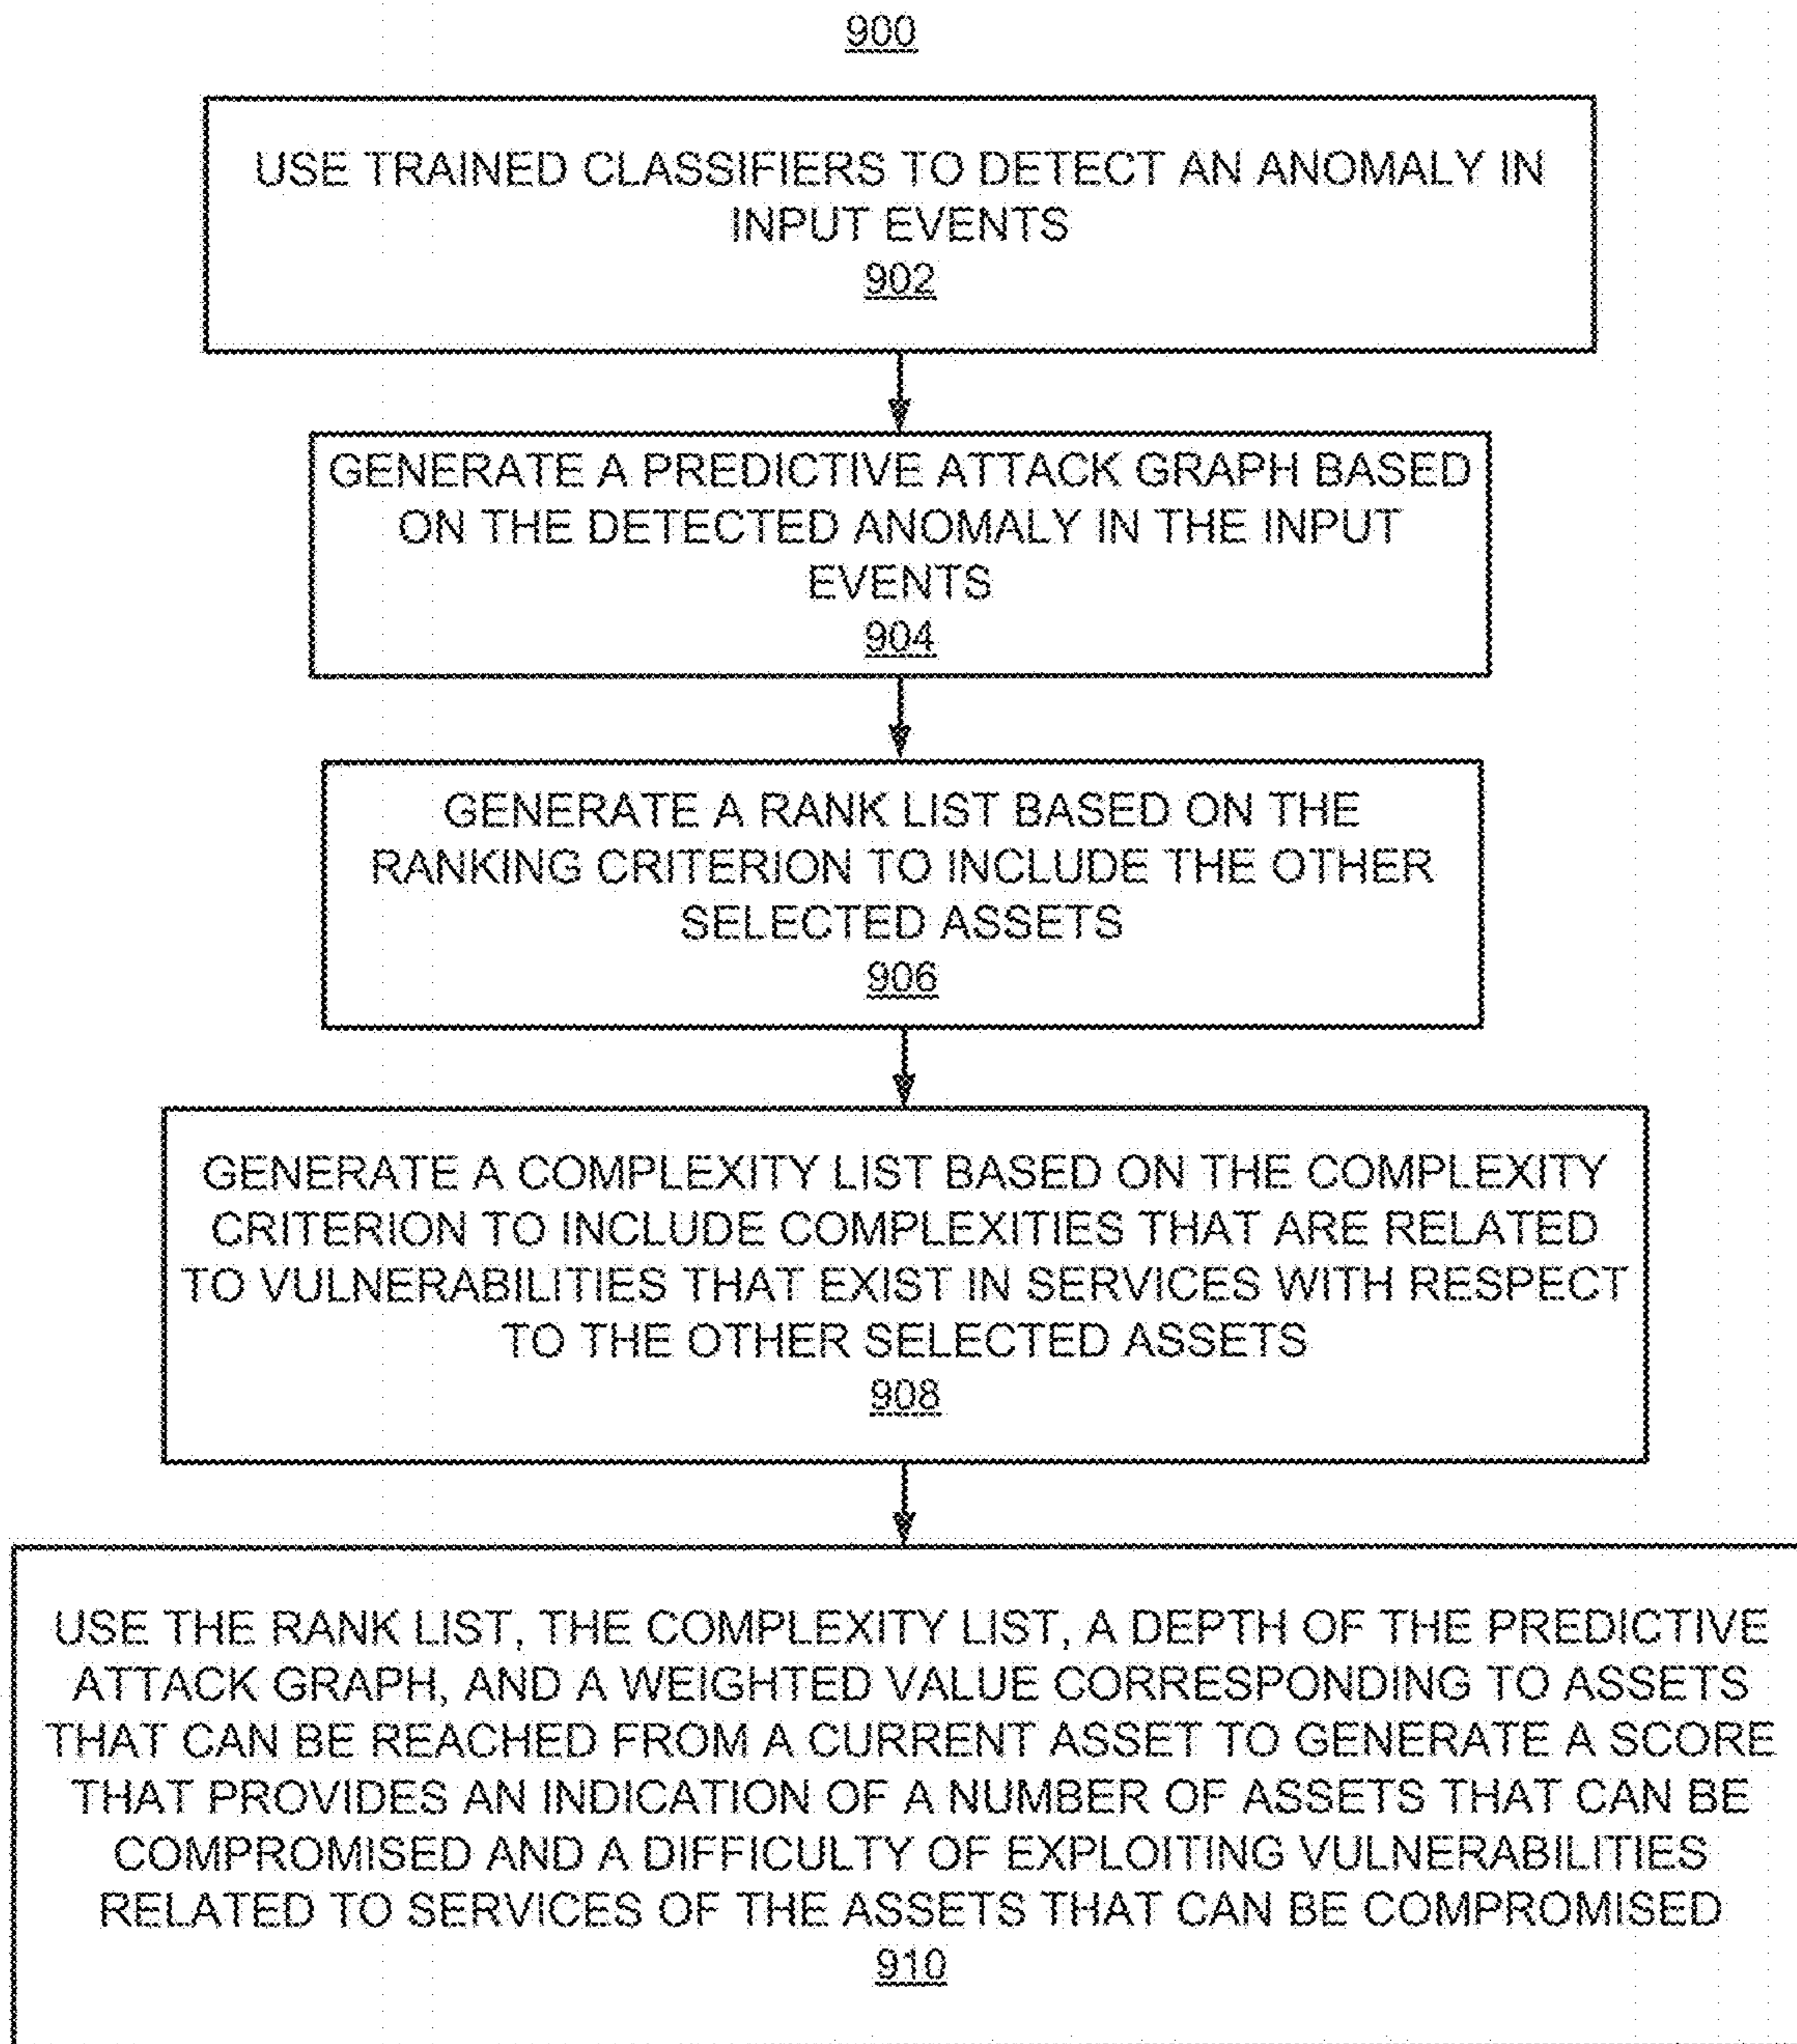 900
USE TRAINED CLASSIFIERS TO DETECT AN ANOMALY IN
INPUT EVENTS
902
GENERATE A PREDICTIVE ATTACK GRAPH BASED
ON THE DETECTED ANOMALY IN THE INPUT
EVENTS
904
GENERATE A RANK LIST BASED ON THE
RANKING CRITERION TO INCLUDE THE OTHER
SELECTED ASSETS
906
GENERATE A COMPLEXITY LIST BASED ON THE COMPLEXITY
CRITERION TO INCLUDE COMPLEXITIES THAT ARE RELATED
TO VULNERABILITIES THAT EXIST IN SERVICES WITH RESPECT
TO THE OTHER SELECTED ASSETS
908
USE THE RANK LIST, THE COMPLEXITY LIST, A DEPTH OF THE PREDICTIVE
ATTACK GRAPH, AND A WEIGHTED VALUE CORRESPONDING TO ASSETS
THAT CAN BE REACHED FROM A CURRENT ASSET TO GENERATE A SCORE
THAT PROVIDES AN INDICATION OF A NUMBER OF ASSETS THAT CAN BE
COMPROMISED AND A DIFFICULTY OF EXPLOITING VULNERABILITIES
RELATED TO SERVICES OF THE ASSETS THAT CAN BE COMPROMISED
910